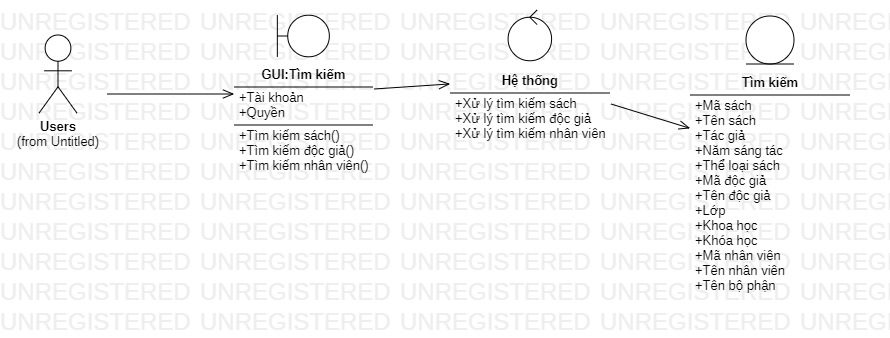 UNREGISTERED UNREGISTERED UNREGISTERED UNREGISTERED UNREGISTERED
Users
(from Untitled)
GUI:Tìm kiếm
+Tài khoản
+Quyền
+Tìm kiếm sách()
+Tìm kiếm độc giả()
+Tìm kiếm nhân viên()
Hệ thống
+Xử lý tìm kiếm sách
+Xử lý tìm kiếm độc giả
+Xử lý tìm kiếm nhân viên
Tìm kiếm
+Mã sách
+Tên sách
+Tác giả
+Năm sáng tác
+Thể loại sách
+Mã độc giả
+Tên độc giả
+Lớp
+Khoa học
+Khóa học
+Mã nhân viên
+Tên nhân viên
+Tên bộ phận